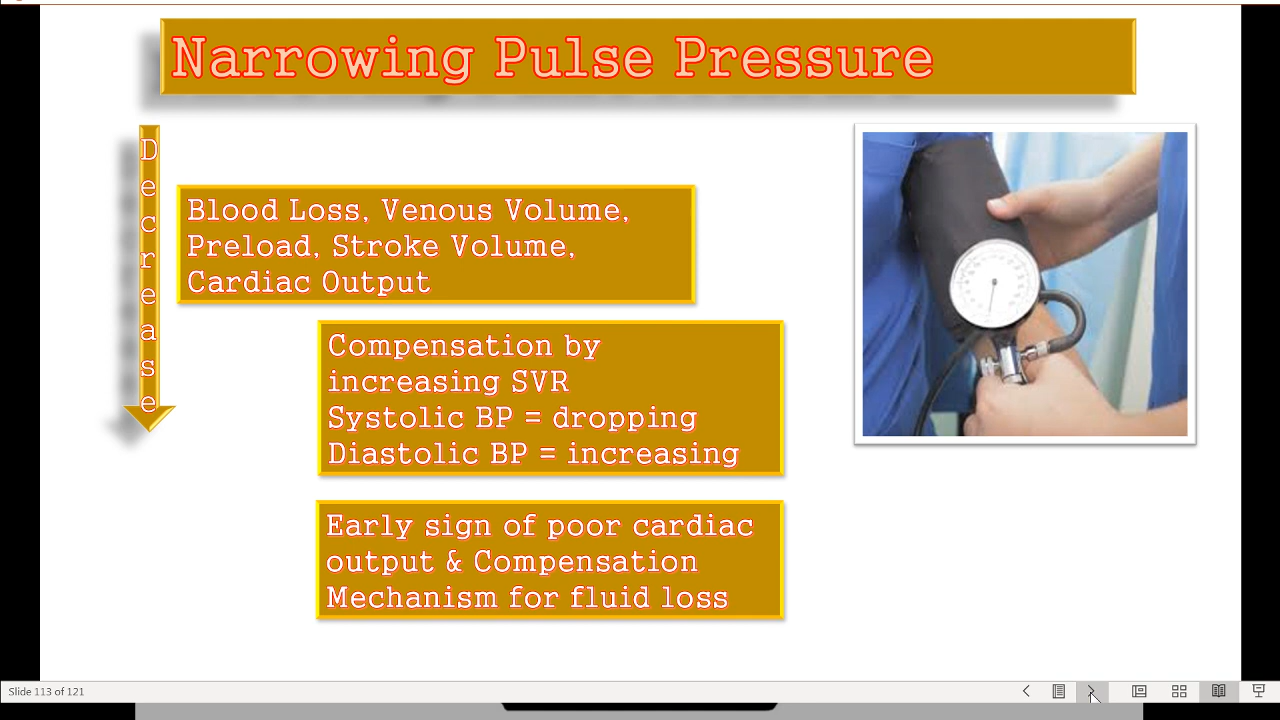 Narrowing Pulse Pressure
Decrease
Blood Loss, Venous Volume,
Preload, Stroke Volume,
Cardiac Output
Compensation by
increasing SVR
Systolic BP = dropping
Diastolic BP = increasing
Early sign of poor cardiac
output & Compensation
Mechanism for fluid loss
Slide 113 of 121